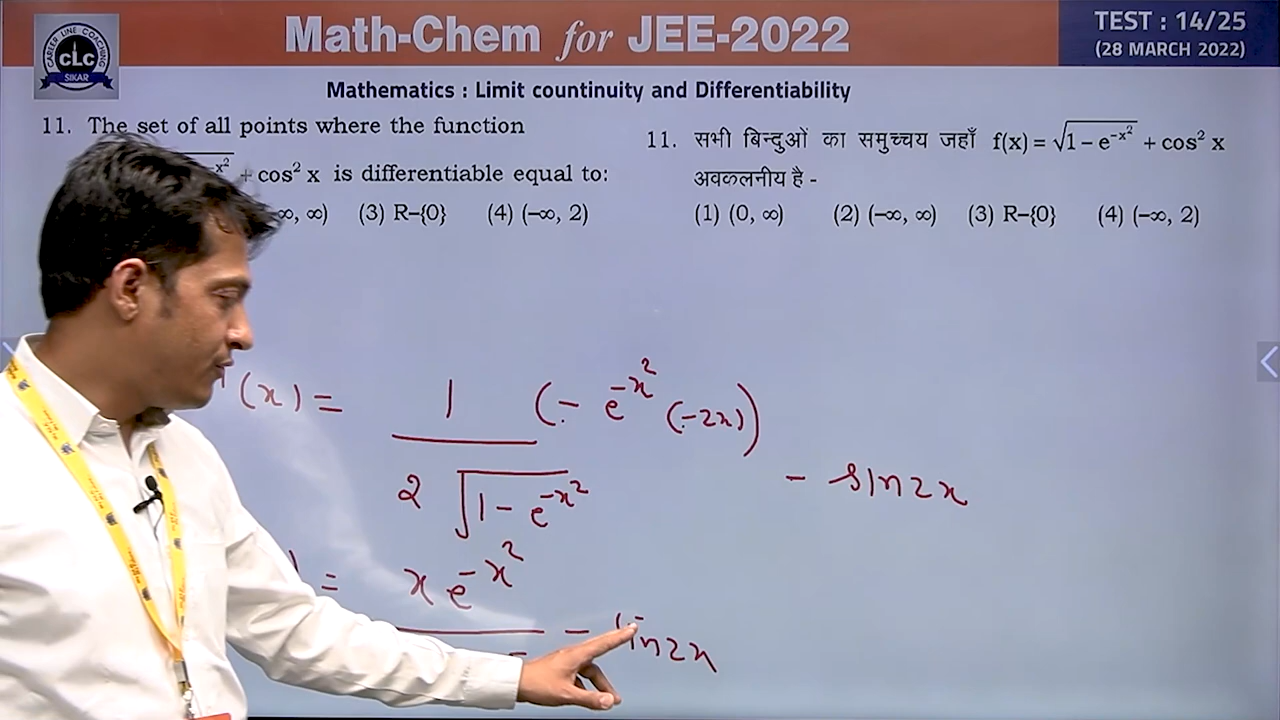 CAREER LINE COACHING
CLC
SIKAR
Math-Chem for JEE-2022
TEST : 14/25
(28 MARCH 2022)
Mathematics : Limit countinuity and Differentiability
11. The set of all points where the function
+ cos² x is differentiable equal to:
∞, ∞) (3) R–{0} (4) (–∞, 2)
11. सभी बिन्दुओं का समुच्चय जहाँ f(x) = √(1 – e^(–x²)) + cos² x
अवकलनीय है -
(1) (0, ∞) (2) (–∞, ∞) (3) R–{0} (4) (–∞, 2)
(x) = 1 / (2 √(1 - e^(-x²))) (- e^(-x²) (-2x)) - sin2x
= x e^(-x²) - sin2x